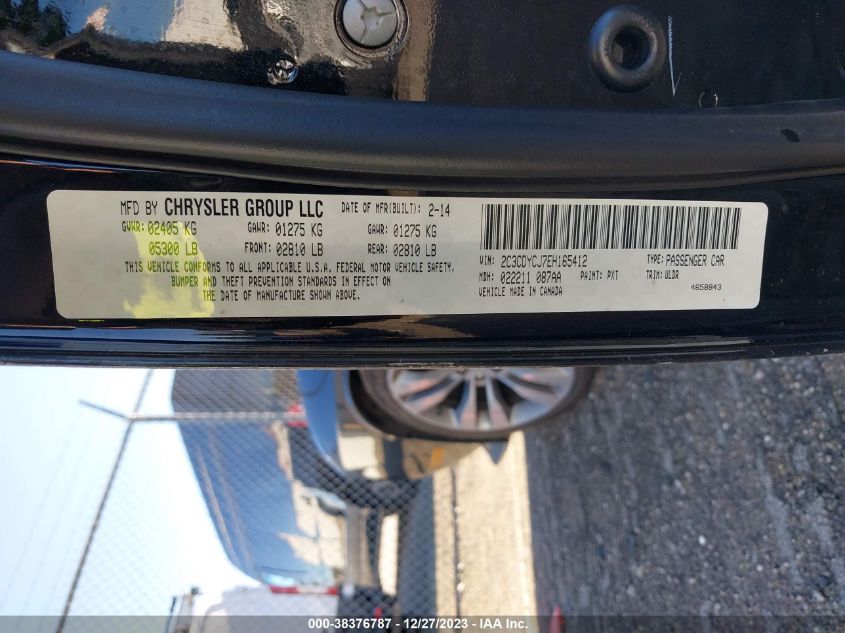 MFD BY CHRYSLER GROUP LLC
DATE OF MFR(BUILT): 2-14
GVWR: 02405 KG GAWR: 01275 KG GAWR: 01275 KG
05300 LB FRONT: 02810 LB REAR: 02810 LB
THIS VEHICLE CONFORMS TO ALL APPLICABLE U.S.A. FEDERAL MOTOR VEHICLE SAFETY,
BUMPER AND THEFT PREVENTION STANDARDS IN EFFECT ON
THE DATE OF MANUFACTURE SHOWN ABOVE.
VIN: 2C3CDYCJ7EH165412 TYPE: PASSENGER CAR
MDH: 022211 087AA PAINT: PXT TRIM: ULDR
VEHICLE MADE IN CANADA 4658843
000-38376787 - 12/27/2023 - IAA Inc.